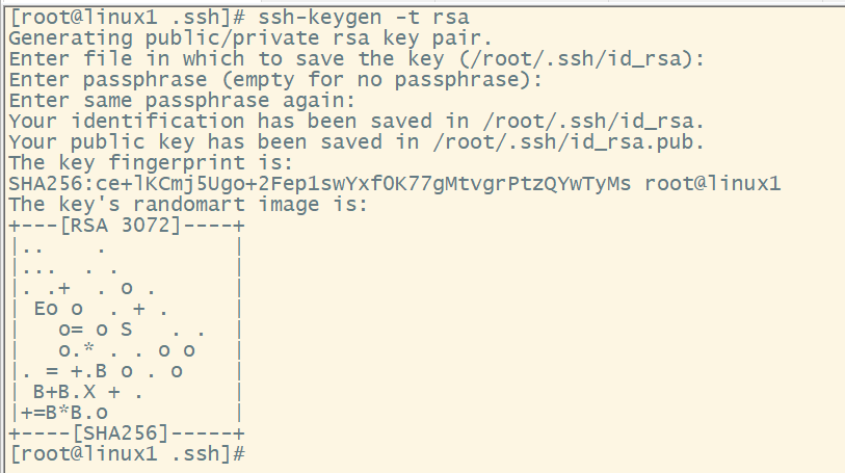 [root@linux1 .ssh]# ssh-keygen -t rsa
Generating public/private rsa key pair.
Enter file in which to save the key (/root/.ssh/id_rsa):
Enter passphrase (empty for no passphrase):
Enter same passphrase again:
Your identification has been saved in /root/.ssh/id_rsa.
Your public key has been saved in /root/.ssh/id_rsa.pub.
The key fingerprint is:
SHA256:ce+lKCmj5Ugo+2Fep1swYxfOK77gMtvgrPtzQYwTyMs root@linux1
The key's randomart image is:
+---[RSA 3072]----+
|..    .          |
|...  . .         |
|. .+  . o .      |
| Eo o  . + .     |
|   o= o S   . .  |
|   o.* . . o o   |
|. = +.B o . o    |
| B+B.X + .       |
|+=B*B.o          |
+----[SHA256]-----+
[root@linux1 .ssh]#